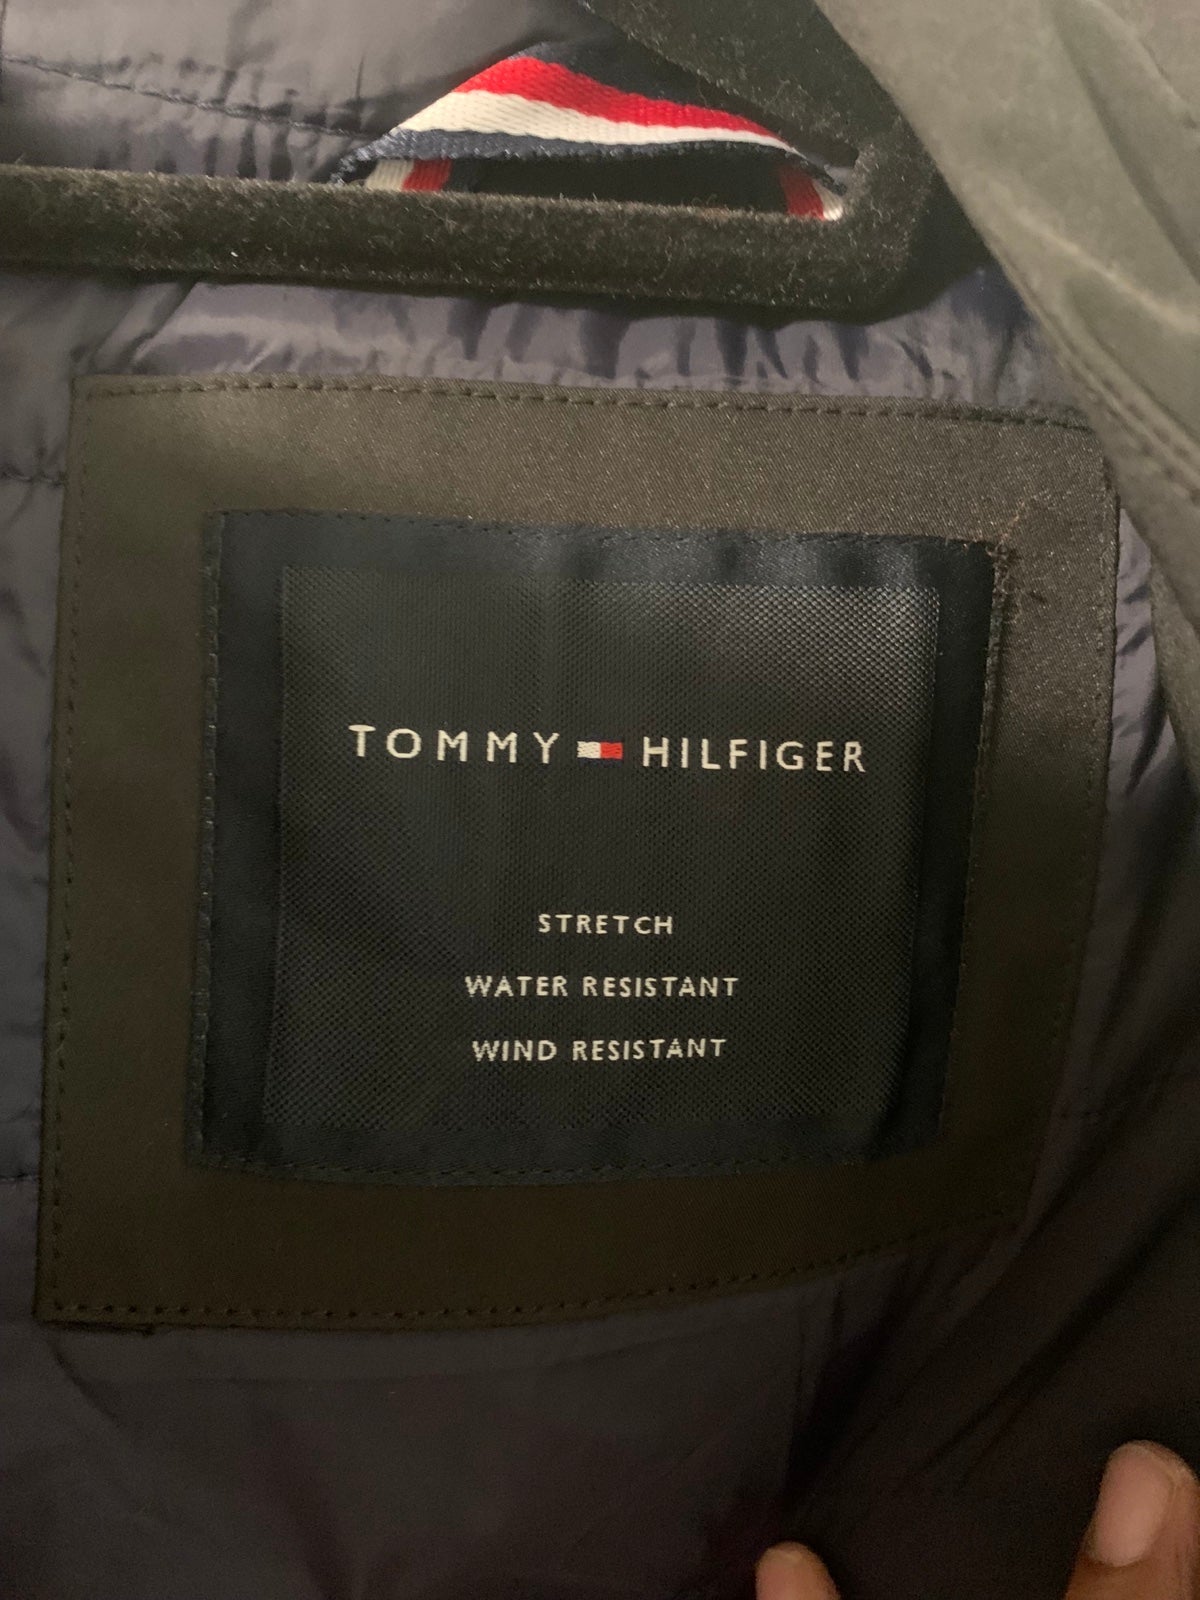 TOMMY HILFIGER
STRETCH
WATER RESISTANT
WIND RESISTANT